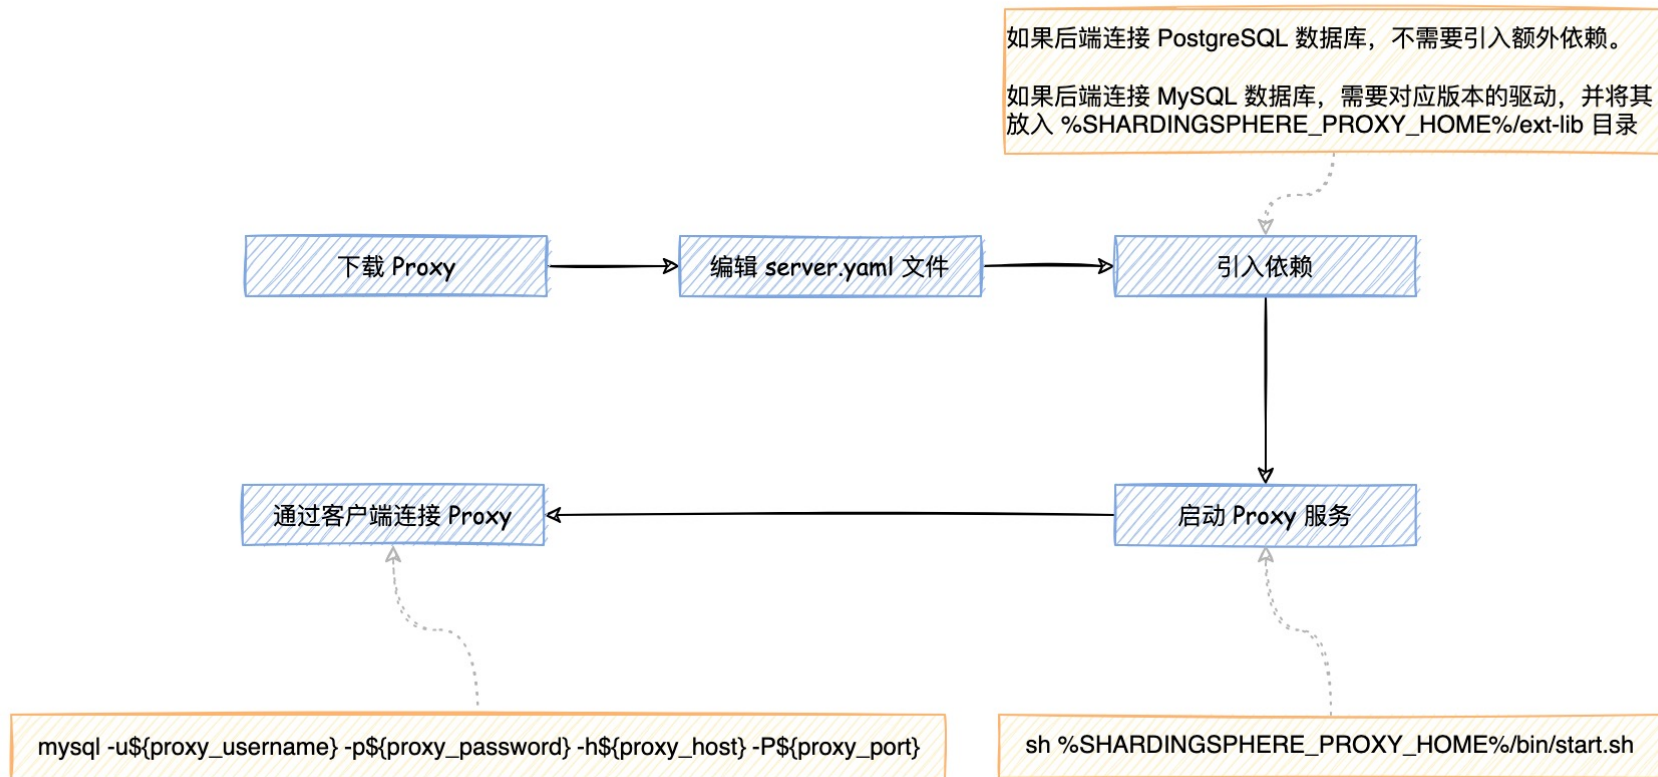 如果后端连接 PostgreSQL 数据库，不需要引入额外依赖。
如果后端连接 MySQL 数据库，需要对应版本的驱动，并将其
放入 %SHARDINGSPHERE_PROXY_HOME%/ext-lib 目录
下载 Proxy
编辑 server.yaml 文件
引入依赖
通过客户端连接 Proxy
启动 Proxy 服务
mysql -u${proxy_username} -p${proxy_password} -h${proxy_host} -P${proxy_port}
sh %SHARDINGSPHERE_PROXY_HOME%/bin/start.sh